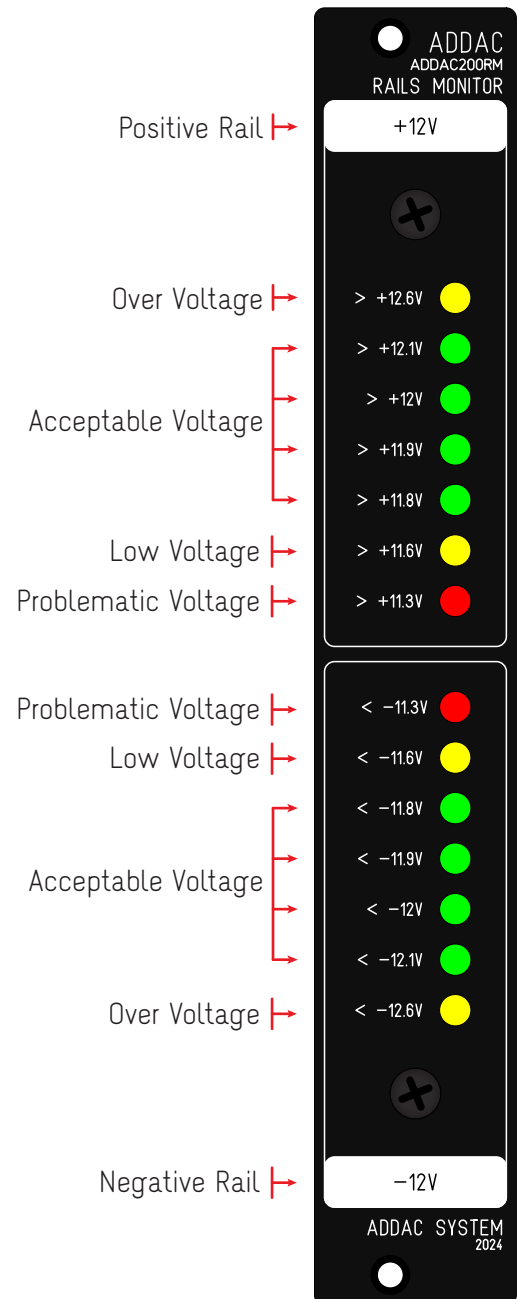 ADDAC
ADDAC200RM
RAILS MONITOR
Positive Rail
+12V
Over Voltage
> +12.6V
> +12.1V
> +12V
Acceptable Voltage
> +11.9V
> +11.8V
Low Voltage
> +11.6V
Problematic Voltage
> +11.3V
Problematic Voltage
< -11.3V
Low Voltage
< -11.6V
< -11.8V
< -11.9V
Acceptable Voltage
< -12V
< -12.1V
Over Voltage
< -12.6V
Negative Rail
-12V
ADDAC SYSTEM
2024